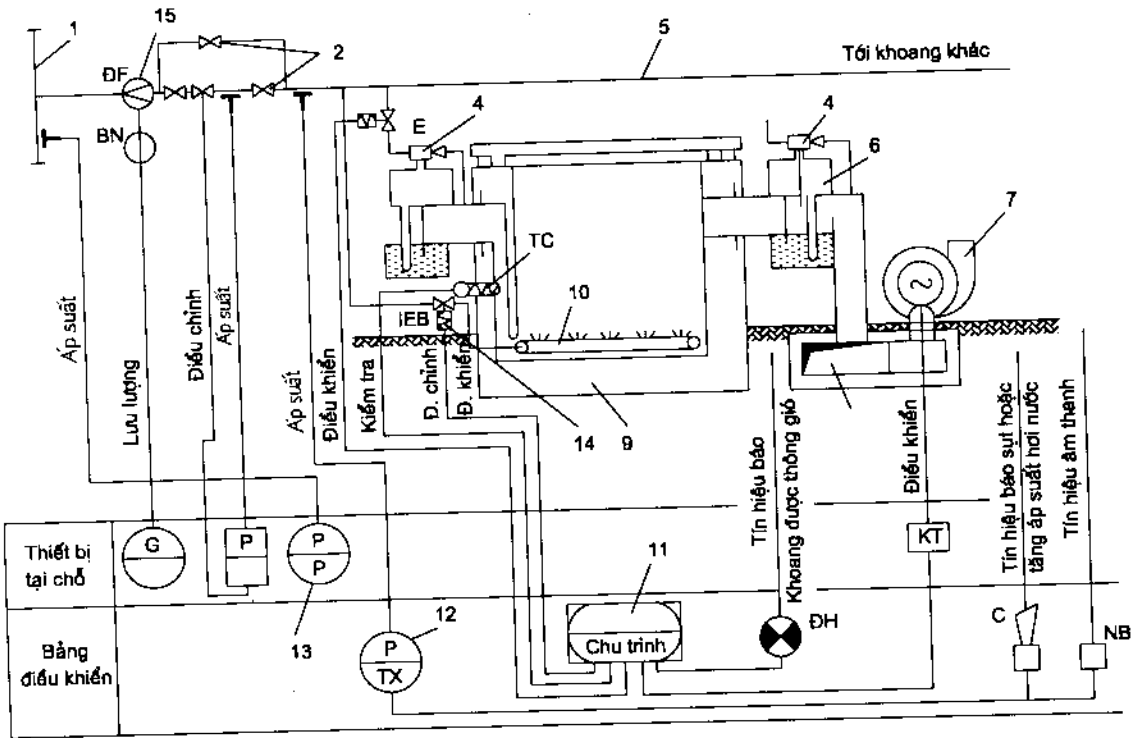 15
1
2
5
Tới khoang khác
ĐF
BN
E
4
4
6
7
TC
10
EB
9
14
Áp suất
Lưu lượng
Điều chỉnh
Áp suất
Áp suất
Điều khiển
Kiểm tra
Đ. chỉnh
Đ. khiển
Tín hiệu báo
Khoang được thông gió
Điều khiển
Tín hiệu báo sụt hoặc
tăng áp suất hơi nước
Tín hiệu âm thanh
Thiết bị
tại chỗ
G
P
P
P
KT
13
12
11
Bảng
điều khiển
P
TX
Chu trình
ĐH
C
NB